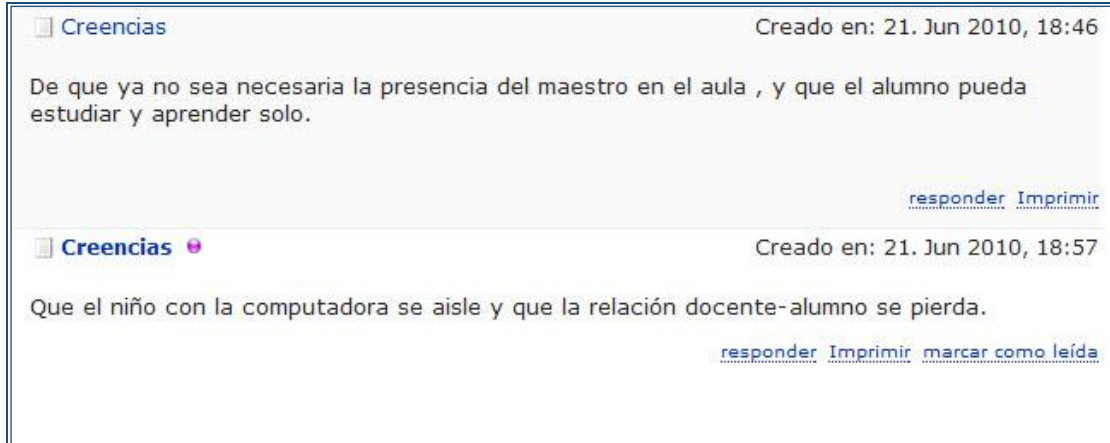 Creencias Creado en: 21. Jun 2010, 18:46
De que ya no sea necesaria la presencia del maestro en el aula , y que el alumno pueda
estudiar y aprender solo.
responder Imprimir
Creencias Creado en: 21. Jun 2010, 18:57
Que el niño con la computadora se aisle y que la relación docente-alumno se pierda.
responder Imprimir marcar como leída